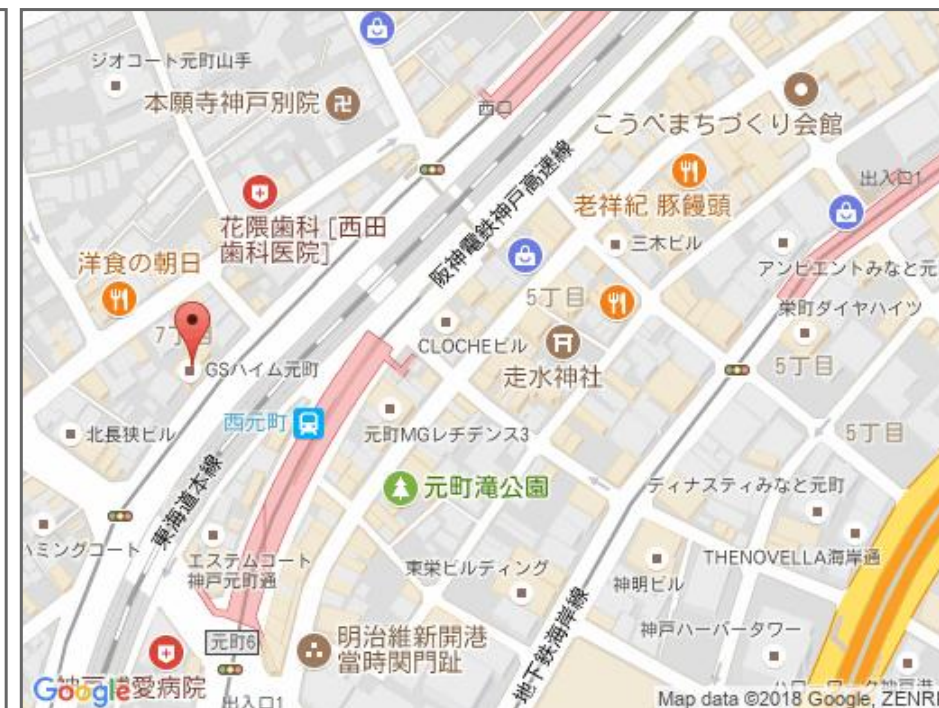 ジオコート元町山手
本願寺神戸別院
西口
こうべまちづくり会館
出入口1
花隈歯科 [西田
歯科医院]
阪神電鉄神戸高速線
老祥紀 豚饅頭
三木ビル
洋食の朝日
アンビエントみなと元
5丁目
7丁目
栄町ダイヤハイツ
CLOCHEビル
GSハイム元町
走水神社
5丁目
西元町
北長狭ビル
元町MGレヂデンス3
5丁目
東海道本線
元町滝公園
ディナスティみなと元町
ハミングコート
エステムコート
神戸元町通
東栄ビルディング
THENOVELLA海岸通
神明ビル
地下鉄海岸線
神戸ハーバータワー
元町6
明治維新開港
當時関門趾
Google
愛病院
出入口1
Map data ©2018 Google, ZENRI